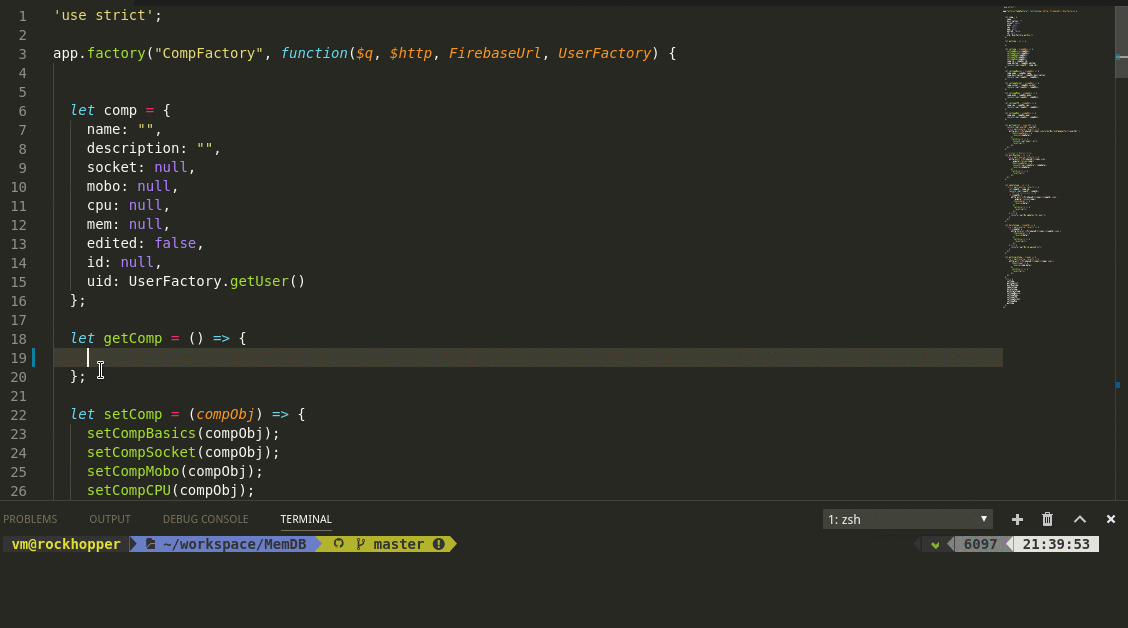 1 'use strict';
2
3 app.factory("CompFactory", function($q, $http, FirebaseUrl, UserFactory) {
4
5
6 let comp = {
7 name: "",
8 description: "",
9 socket: null,
10 mobo: null,
11 cpu: null,
12 mem: null,
13 edited: false,
14 id: null,
15 uid: UserFactory.getUser()
16 };
17
18 let getComp = () => {
19
20 };
21
22 let setComp = (compObj) => {
23 setCompBasics(compObj);
24 setCompSocket(compObj);
25 setCompMobo(compObj);
26 setCompCPU(compObj);
PROBLEMS OUTPUT DEBUG CONSOLE TERMINAL 1: zsh
vm@rockhopper ~/workspace/MemDB master 6097 21:39:53